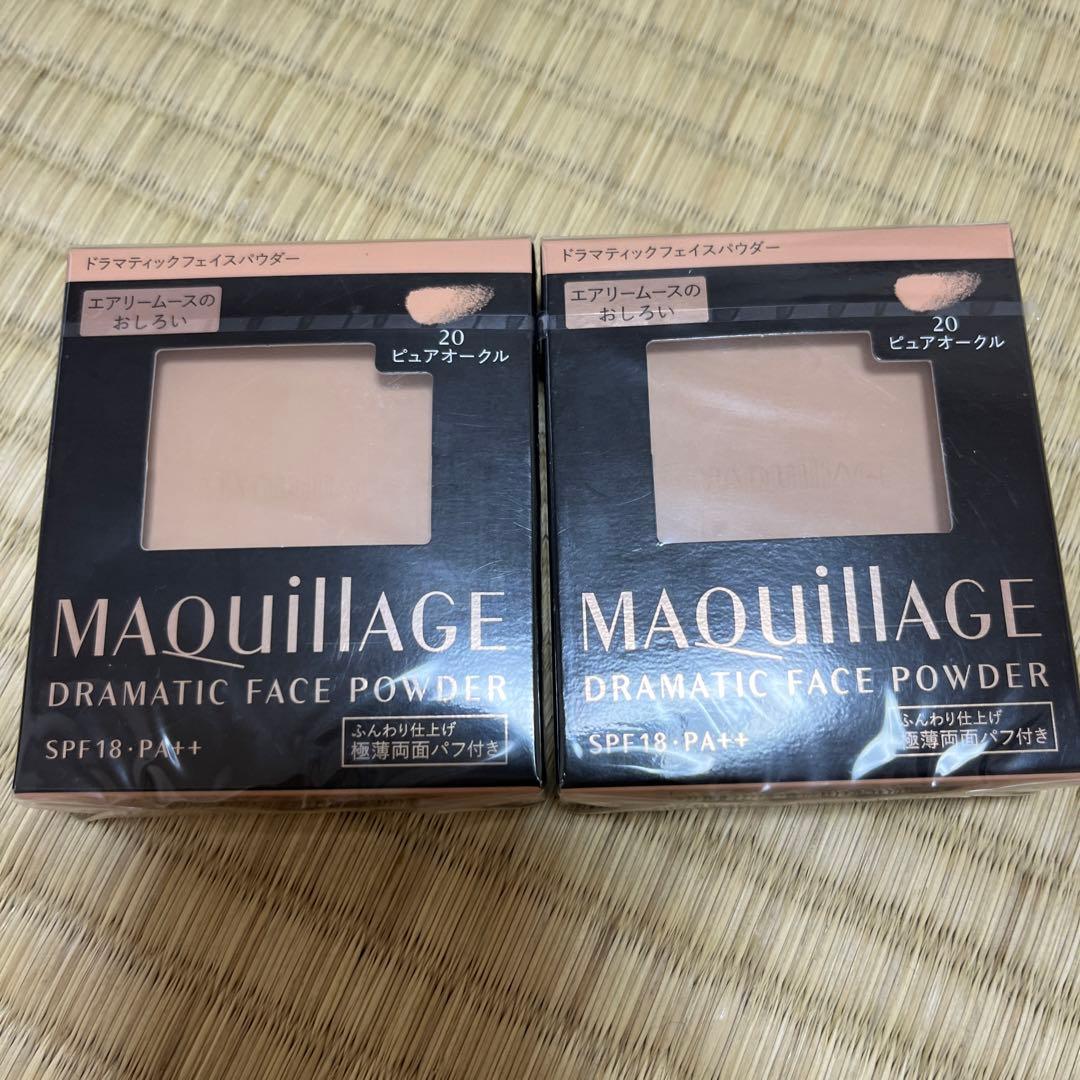 ドラマティックフェイスパウダー
エアリームースの
おしろい
20
ピュアオークル
MAQuillAGE
DRAMATIC FACE POWDER
SPF18・PA++
ふんわり仕上げ
極薄両面パフ付き
ドラマティックフェイスパウダー
エアリームースの
おしろい
20
ピュアオークル
MAQuillAGE
DRAMATIC FACE POWDER
SPF18・PA++
ふんわり仕上げ
極薄両面パフ付き